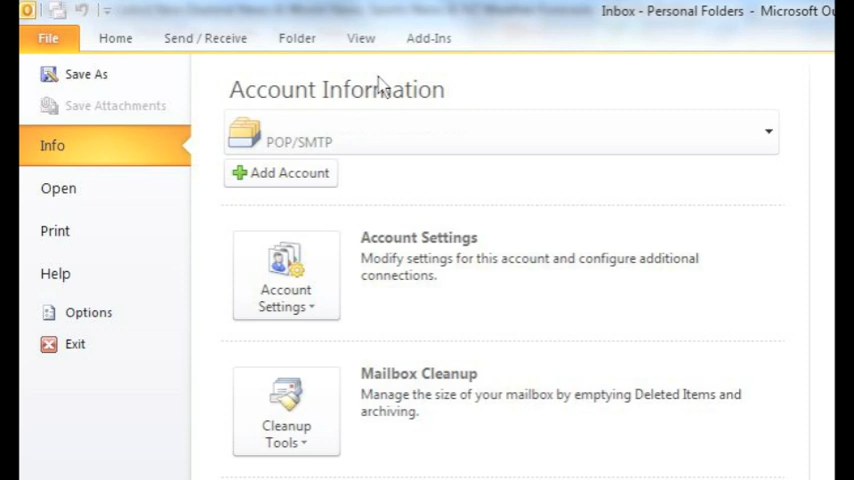 Inbox - Personal Folders - Microsoft
File Home Send / Receive Folder View Add-Ins
Save As
Save Attachments
Info
Open
Print
Help
Options
Exit
Account Information
POP/SMTP
Add Account
Account Settings
Account Settings
Modify settings for this account and configure additional
connections.
Cleanup Tools
Mailbox Cleanup
Manage the size of your mailbox by emptying Deleted Items and
archiving.